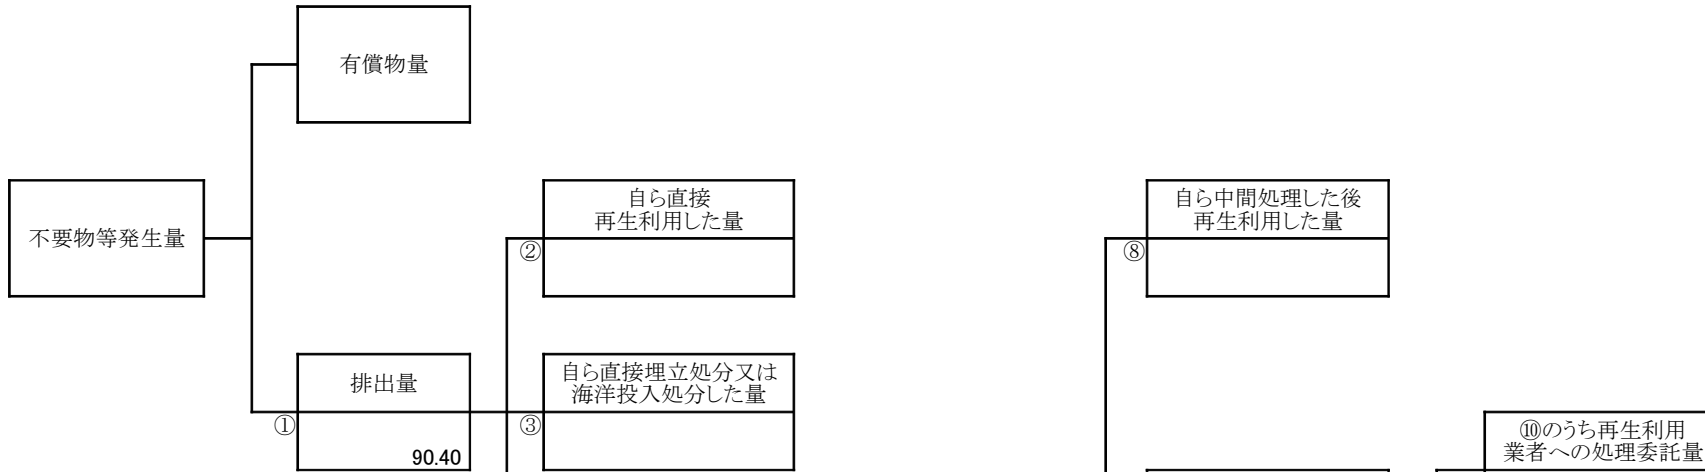 有償物量
不要物等発生量
自ら直接
再生利用した量
②
自ら中間処理した後
再生利用した量
⑧
排出量
①
90.40
自ら直接埋立処分又は
海洋投入処分した量
③
⑩のうち再生利用
業者への処理委託量